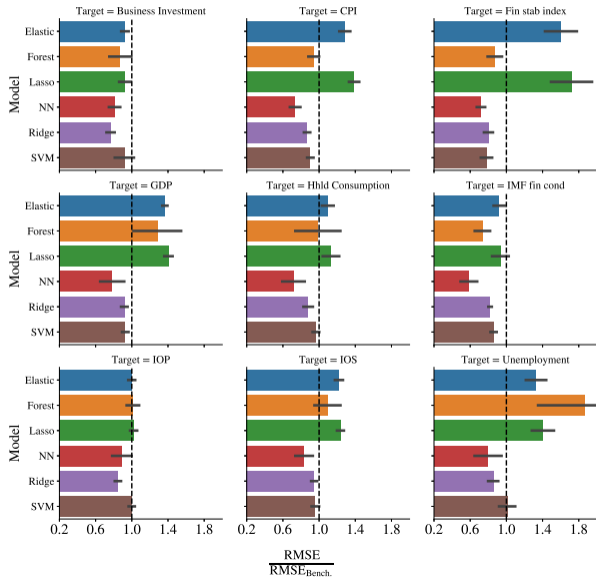 Target = Business Investment
Target = CPI
Target = Fin stab index
Model
Elastic
Forest
Lasso
NN
Ridge
SVM
Target = GDP
Target = Hhld Consumption
Target = IMF fin cond
Model
Elastic
Forest
Lasso
NN
Ridge
SVM
Target = IOP
Target = IOS
Target = Unemployment
Model
Elastic
Forest
Lasso
NN
Ridge
SVM
0.2 0.6 1.0 1.4 1.8
0.2 0.6 1.0 1.4 1.8
0.2 0.6 1.0 1.4 1.8
RMSE
RMSE_Bench.